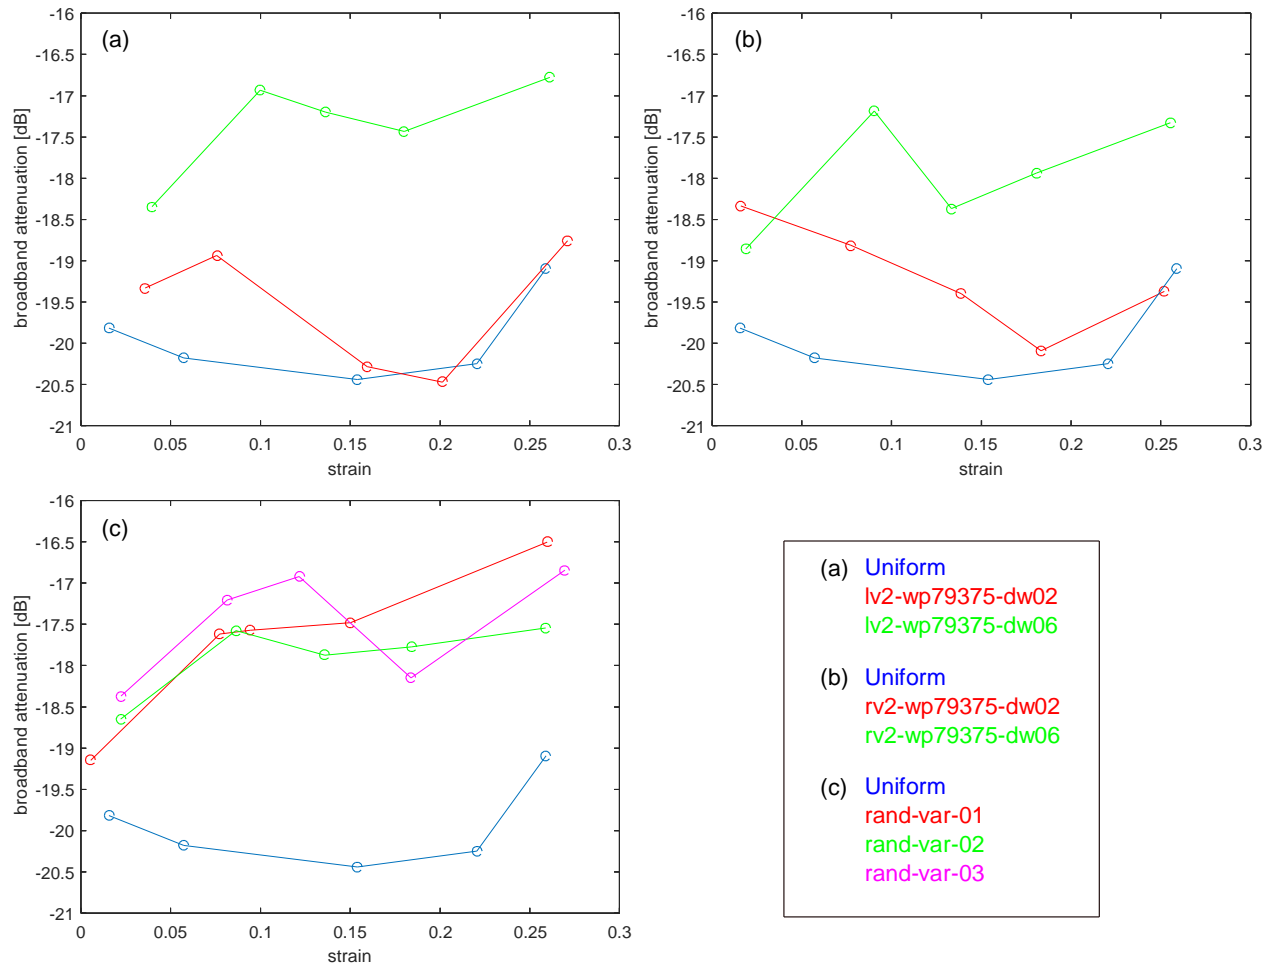 (a)
-16
-16.5
-17
-17.5
-18
-18.5
-19
-19.5
-20
-20.5
-21
broadband attenuation [dB]
0
0.05
0.1
0.15
0.2
0.25
0.3
strain
(b)
-16
-16.5
-17
-17.5
-18
-18.5
-19
-19.5
-20
-20.5
-21
broadband attenuation [dB]
0
0.05
0.1
0.15
0.2
0.25
0.3
strain
(c)
-16
-16.5
-17
-17.5
-18
-18.5
-19
-19.5
-20
-20.5
-21
broadband attenuation [dB]
0
0.05
0.1
0.15
0.2
0.25
0.3
strain
(a) Uniform
lv2-wp79375-dw02
lv2-wp79375-dw06
(b) Uniform
rv2-wp79375-dw02
rv2-wp79375-dw06
(c) Uniform
rand-var-01
rand-var-02
rand-var-03